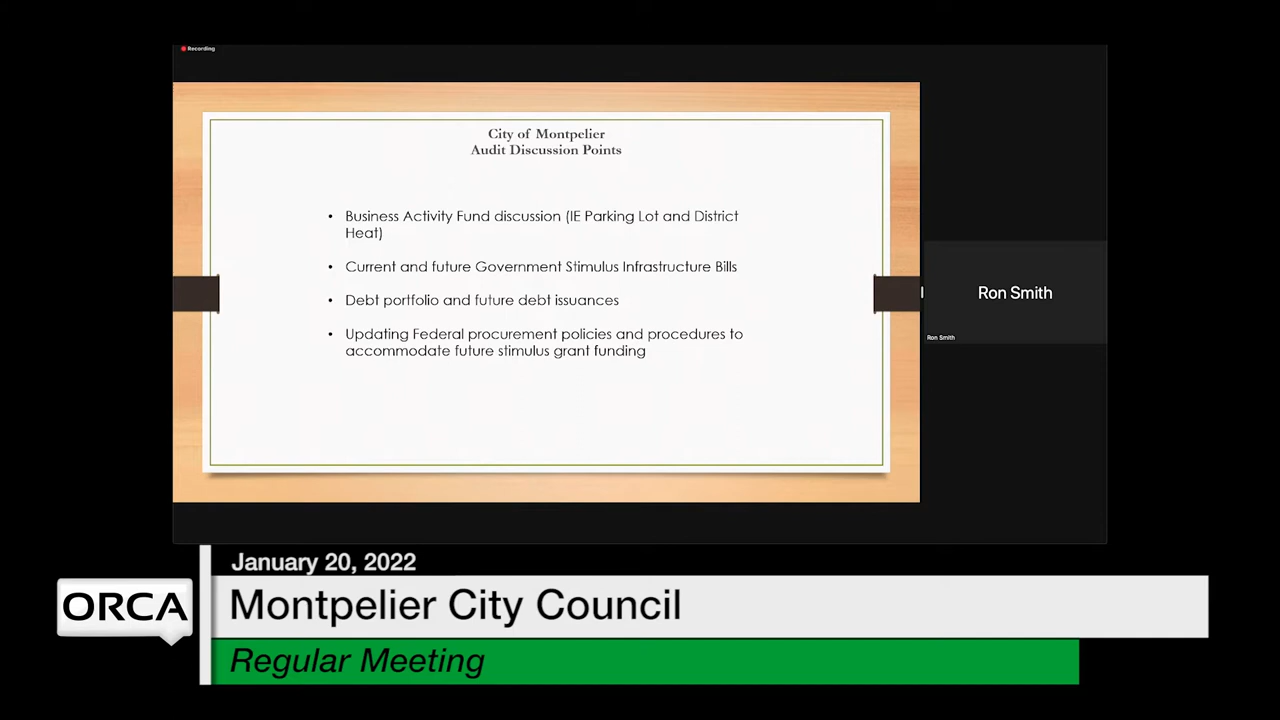 Recording
City of Montpelier
Audit Discussion Points
• Business Activity Fund discussion (IE Parking Lot and District
Heat)
• Current and future Government Stimulus Infrastructure Bills
• Debt portfolio and future debt issuances
• Updating Federal procurement policies and procedures to
accommodate future stimulus grant funding
Ron Smith
Ron Smith
January 20, 2022
ORCA
Montpelier City Council
Regular Meeting